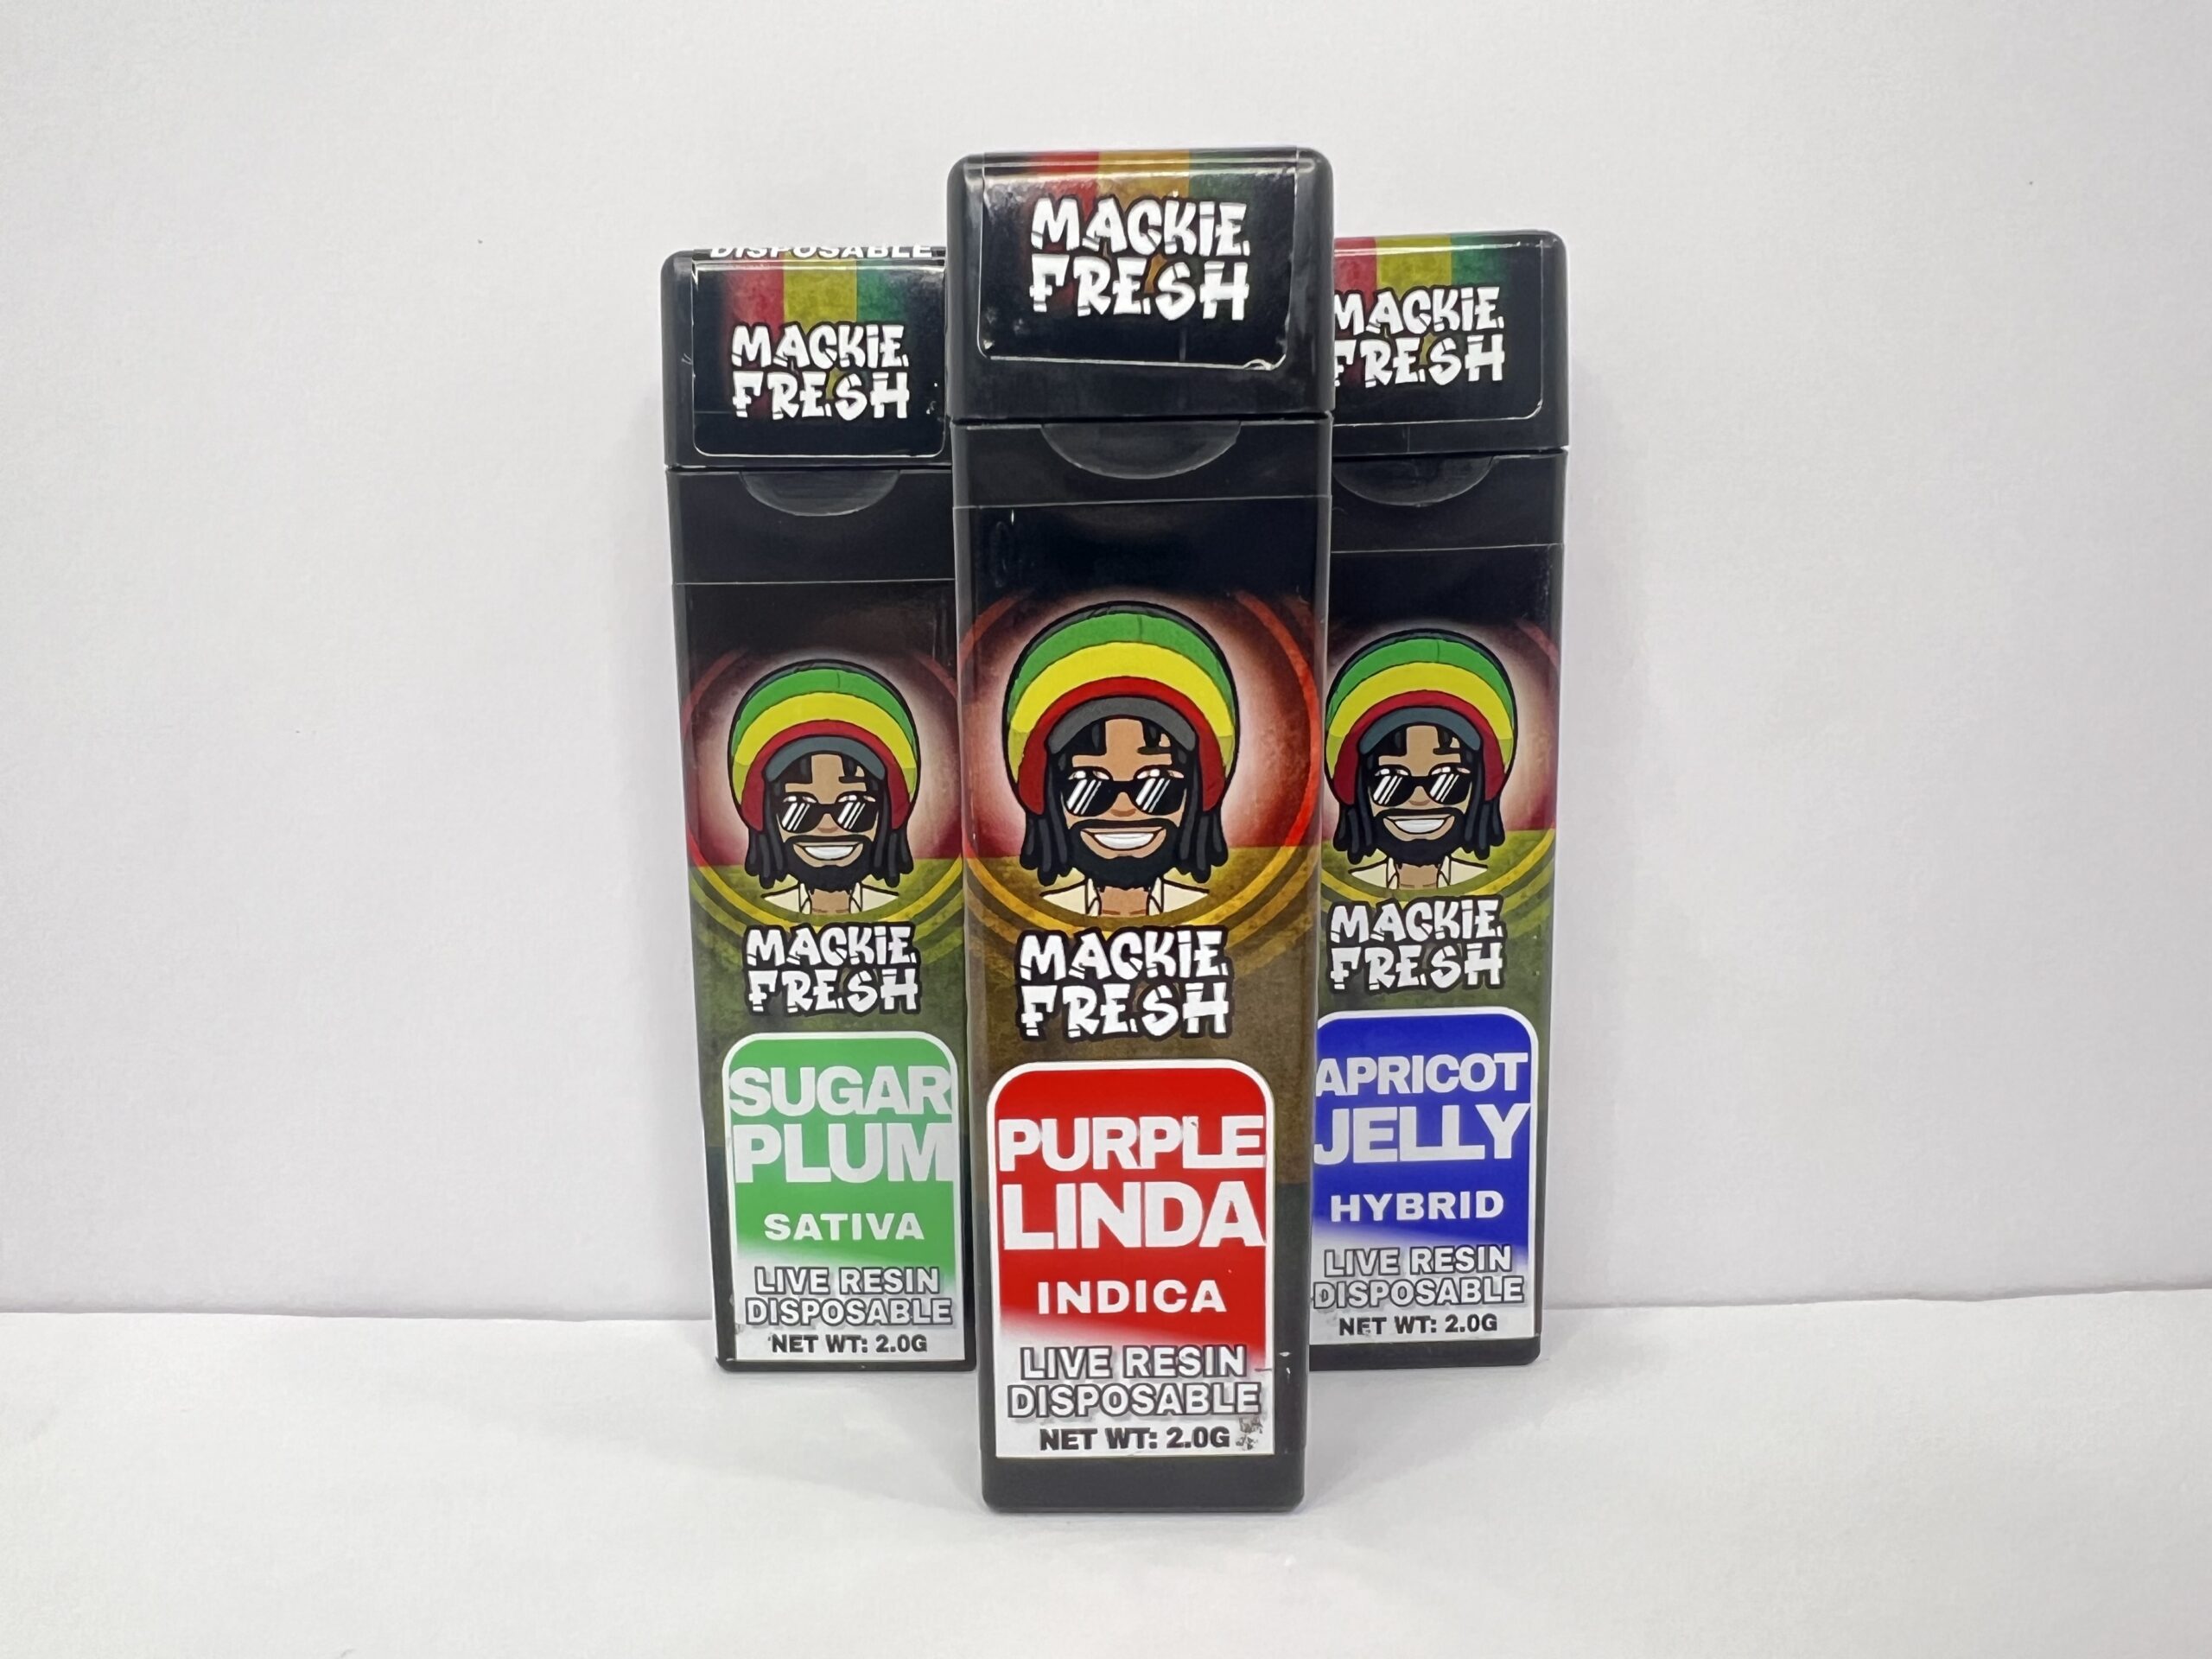 DISPOSABLE
MACKIE
FRESH
MACKIE
FRESH
SUGAR
PLUM
SATIVA
LIVE RESIN
DISPOSABLE
NET WT: 2.0G
MACKIE
FRESH
MACKIE
FRESH
PURPLE
LINDA
INDICA
LIVE RESIN
DISPOSABLE
NET WT: 2.0G
MACKIE
FRESH
MACKIE
FRESH
APRICOT
JELLY
HYBRID
LIVE RESIN
DISPOSABLE
NET WT: 2.0G